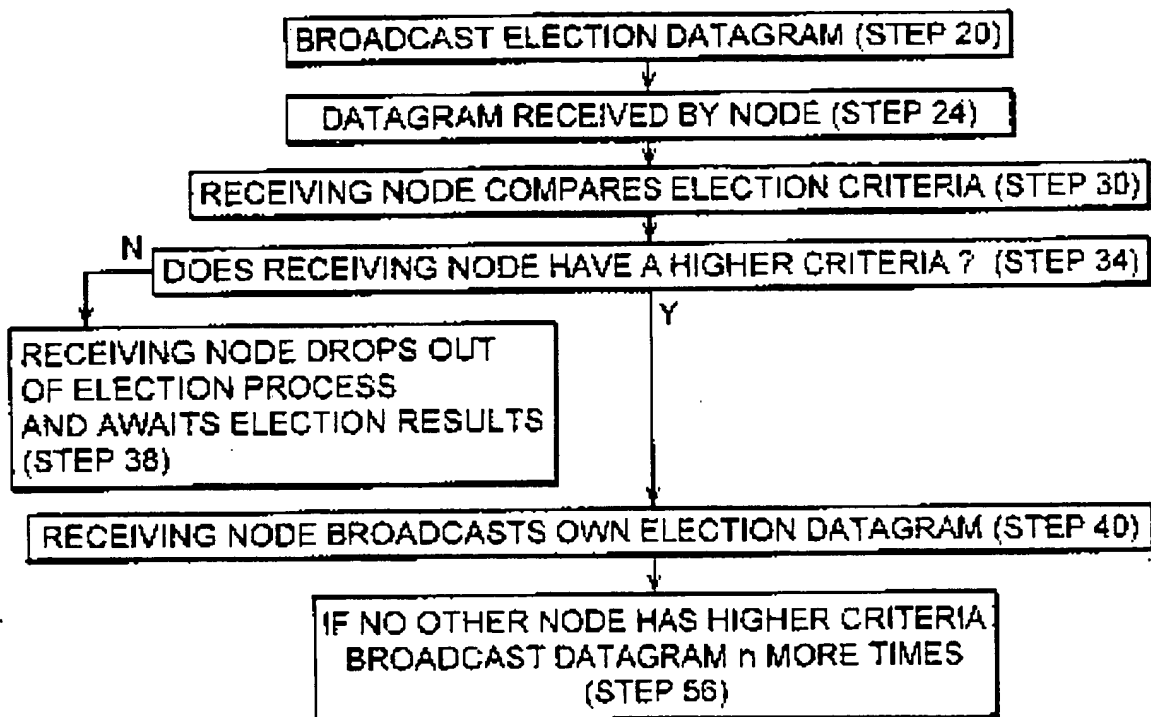 BROADCAST ELECTION DATAGRAM (STEP 20)
DATAGRAM RECEIVED BY NODE (STEP 24)
RECEIVING NODE COMPARES ELECTION CRITERIA (STEP 30)
N
DOES RECEIVING NODE HAVE A HIGHER CRITERIA ? (STEP 34)
Y
RECEIVING NODE DROPS OUT
OF ELECTION PROCESS
AND AWAITS ELECTION RESULTS
(STEP 38)
RECEIVING NODE BROADCASTS OWN ELECTION DATAGRAM (STEP 40)
IF NO OTHER NODE HAS HIGHER CRITERIA
BROADCAST DATAGRAM n MORE TIMES
(STEP 56)